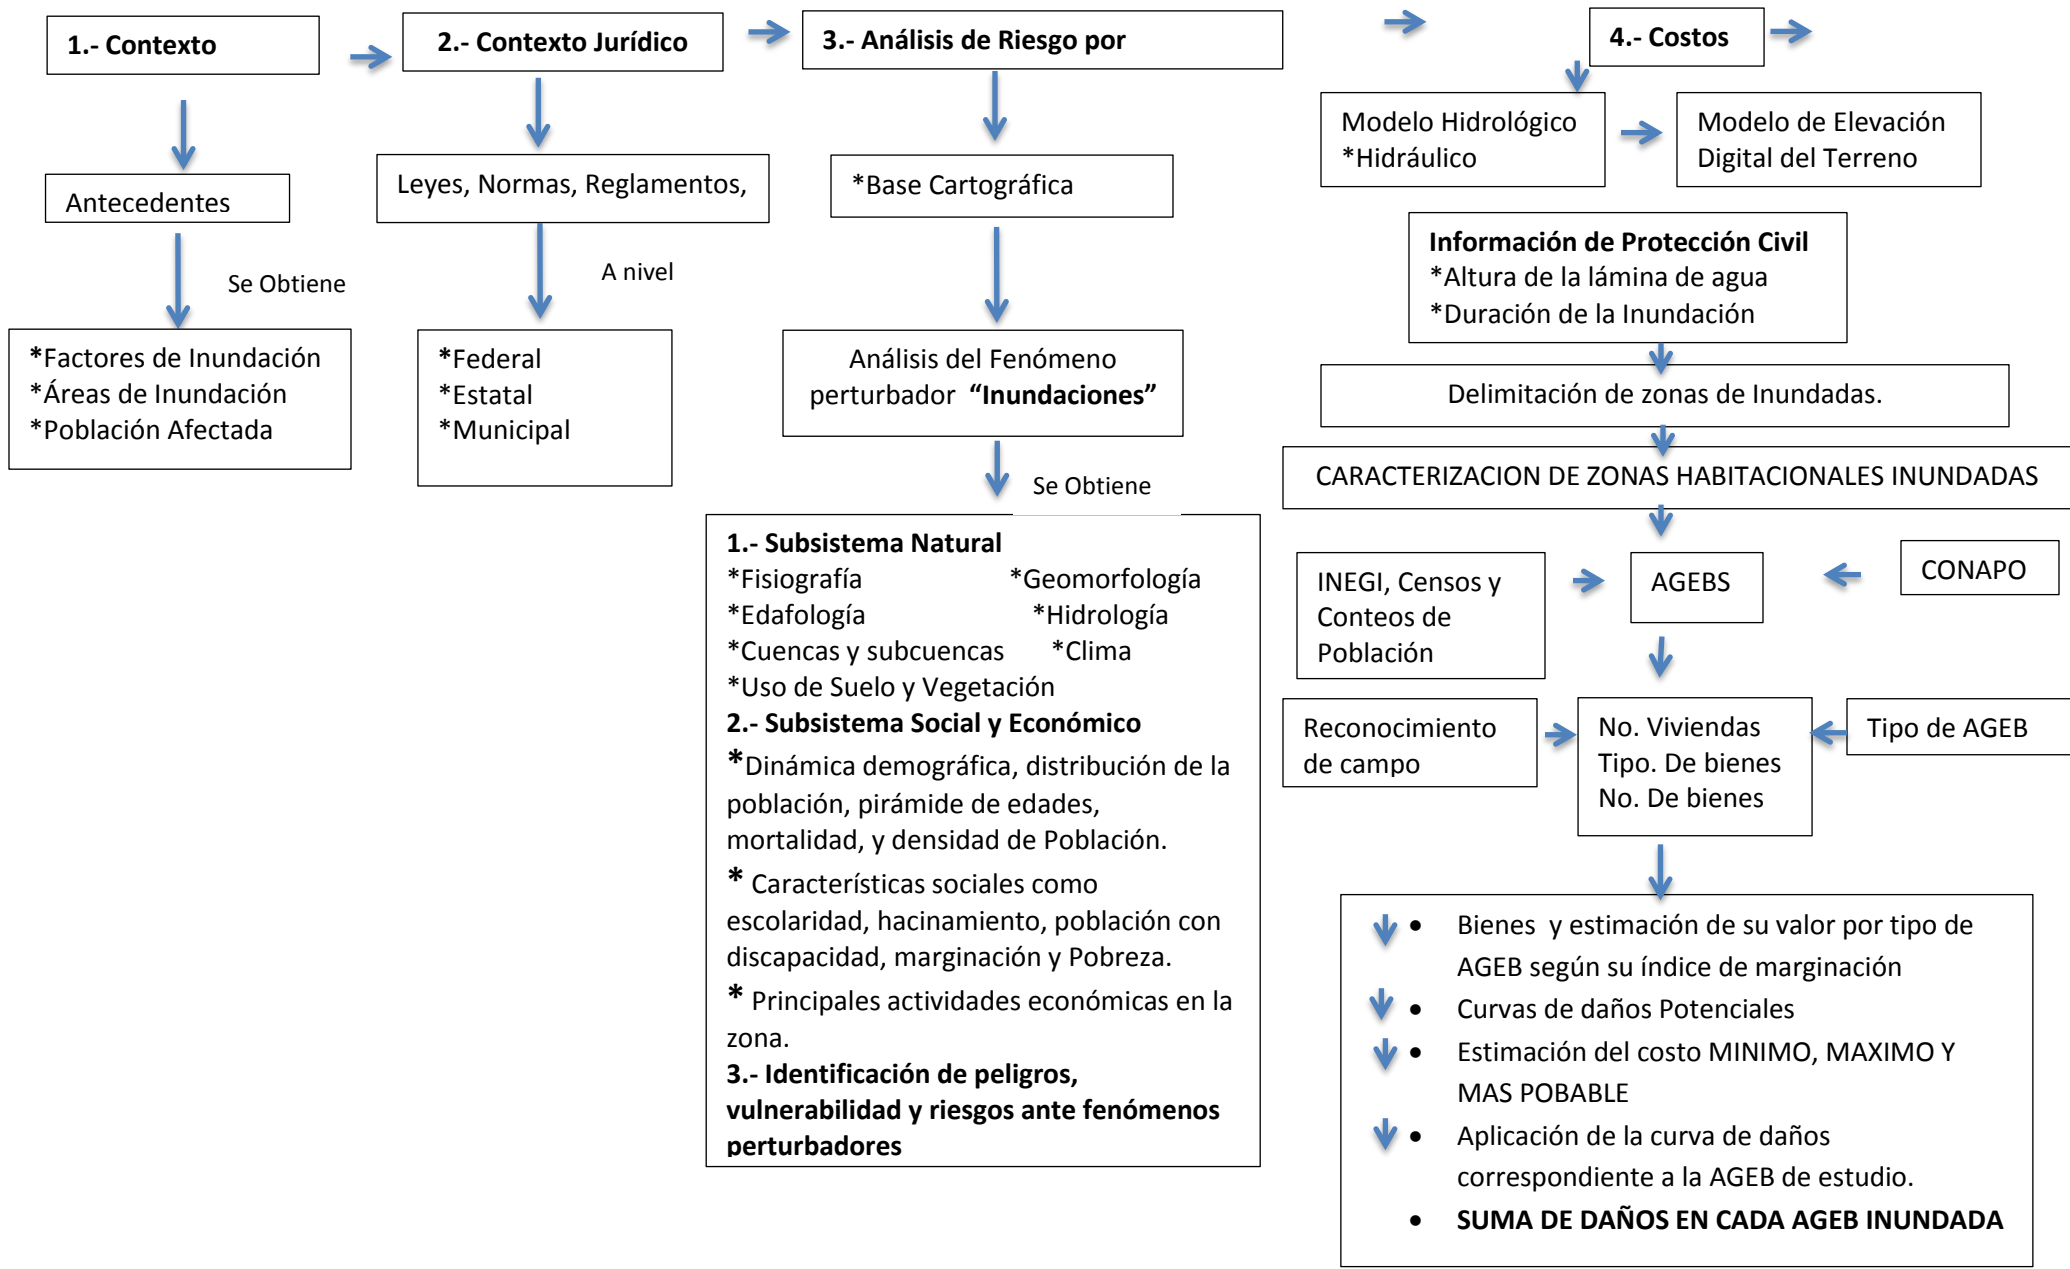 1.- Contexto
2.- Contexto Jurídico
3.- Análisis de Riesgo por
4.- Costos
Antecedentes
Se Obtiene
*Factores de Inundación
*Áreas de Inundación
*Población Afectada
Leyes, Normas, Reglamentos,
A nivel
*Federal
*Estatal
*Municipal
*Base Cartográfica
Análisis del Fenómeno
perturbador “Inundaciones”
Se Obtiene
1.- Subsistema Natural
*Fisiografía *Geomorfología
*Edafología *Hidrología
*Cuencas y subcuencas *Clima
*Uso de Suelo y Vegetación
2.- Subsistema Social y Económico
*Dinámica demográfica, distribución de la
población, pirámide de edades,
mortalidad, y densidad de Población.
* Características sociales como
escolaridad, hacinamiento, población con
discapacidad, marginación y Pobreza.
* Principales actividades económicas en la
zona.
3.- Identificación de peligros,
vulnerabilidad y riesgos ante fenómenos
perturbadores
Modelo Hidrológico
*Hidráulico
Modelo de Elevación
Digital del Terreno
Información de Protección Civil
*Altura de la lámina de agua
*Duración de la Inundación
Delimitación de zonas de Inundadas.
CARACTERIZACION DE ZONAS HABITACIONALES INUNDADAS
INEGI, Censos y
Conteos de
Población
AGEBS
CONAPO
Reconocimiento
de campo
No. Viviendas
Tipo. De bienes
No. De bienes
Tipo de AGEB
• Bienes y estimación de su valor por tipo de
AGEB según su índice de marginación
• Curvas de daños Potenciales
• Estimación del costo MINIMO, MAXIMO Y
MAS POBABLE
• Aplicación de la curva de daños
correspondiente a la AGEB de estudio.
• SUMA DE DAÑOS EN CADA AGEB INUNDADA